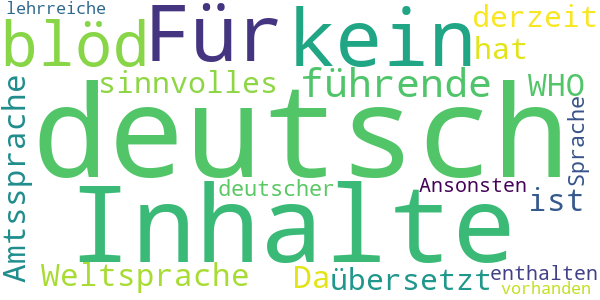 lehrreiche
blöd
Für
kein
derzeit
hat
sinnvolles
führende
WHO
deutsch
Amtssprache
Sprache
deutscher
Ansonsten
Inhalte
ist
Weltsprache
Da
übersetzt
enthalten
vorhanden